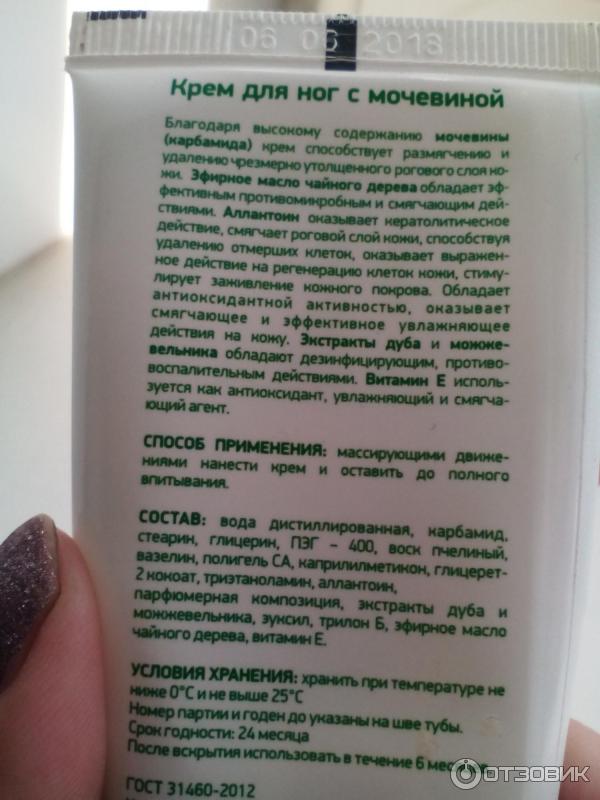 06 06 2018
Крем для ног с мочевиной
Благодаря высокому содержанию мочевины
(карбамида) крем способствует размягчению и
удалению чрезмерно утолщенного рогового слоя ко-
жи. Эфирное масло чайного дерева обладает эф-
фективным противомикробным и смягчающим дей-
ствиями. Аллантоин оказывает кератолитическое
действие, смягчает роговой слой кожи, способствуя
удалению отмерших клеток, оказывает выражен-
ное действие на регенерацию клеток кожи, стиму-
лирует заживление кожного покрова. Обладает
антиоксидантной активностью, оказывает
смягчающее и эффективное увлажняющее
действия на кожу. Экстракты дуба и можже-
вельника обладают дезинфицирующим, противо-
воспалительным действиями. Витамин Е исполь-
зуется как антиоксидант, увлажняющий и смягча-
ющий агент.
СПОСОБ ПРИМЕНЕНИЯ: массирующими движе-
ниями нанести крем и оставить до полного
впитывания.
СОСТАВ: вода дистиллированная, карбамид,
стеарин, глицерин, ПЭГ – 400, воск пчелиный,
вазелин, полигель СА, каприлилметикон, глицерет-
2 кокоат, триэтаноламин, аллантоин,
парфюмерная композиция, экстракты дуба и
можжевельника, зуксил, трилон Б, эфирное масло
чайного дерева, витамин Е.
УСЛОВИЯ ХРАНЕНИЯ: хранить при температуре не
ниже 0°С и не выше 25°С
Номер партии и годен до указаны на шве тубы.
Срок годности: 24 месяца
После вскрытия использовать в течение 6 месяцев
ГОСТ 31460-2012
ОТЗОВИК